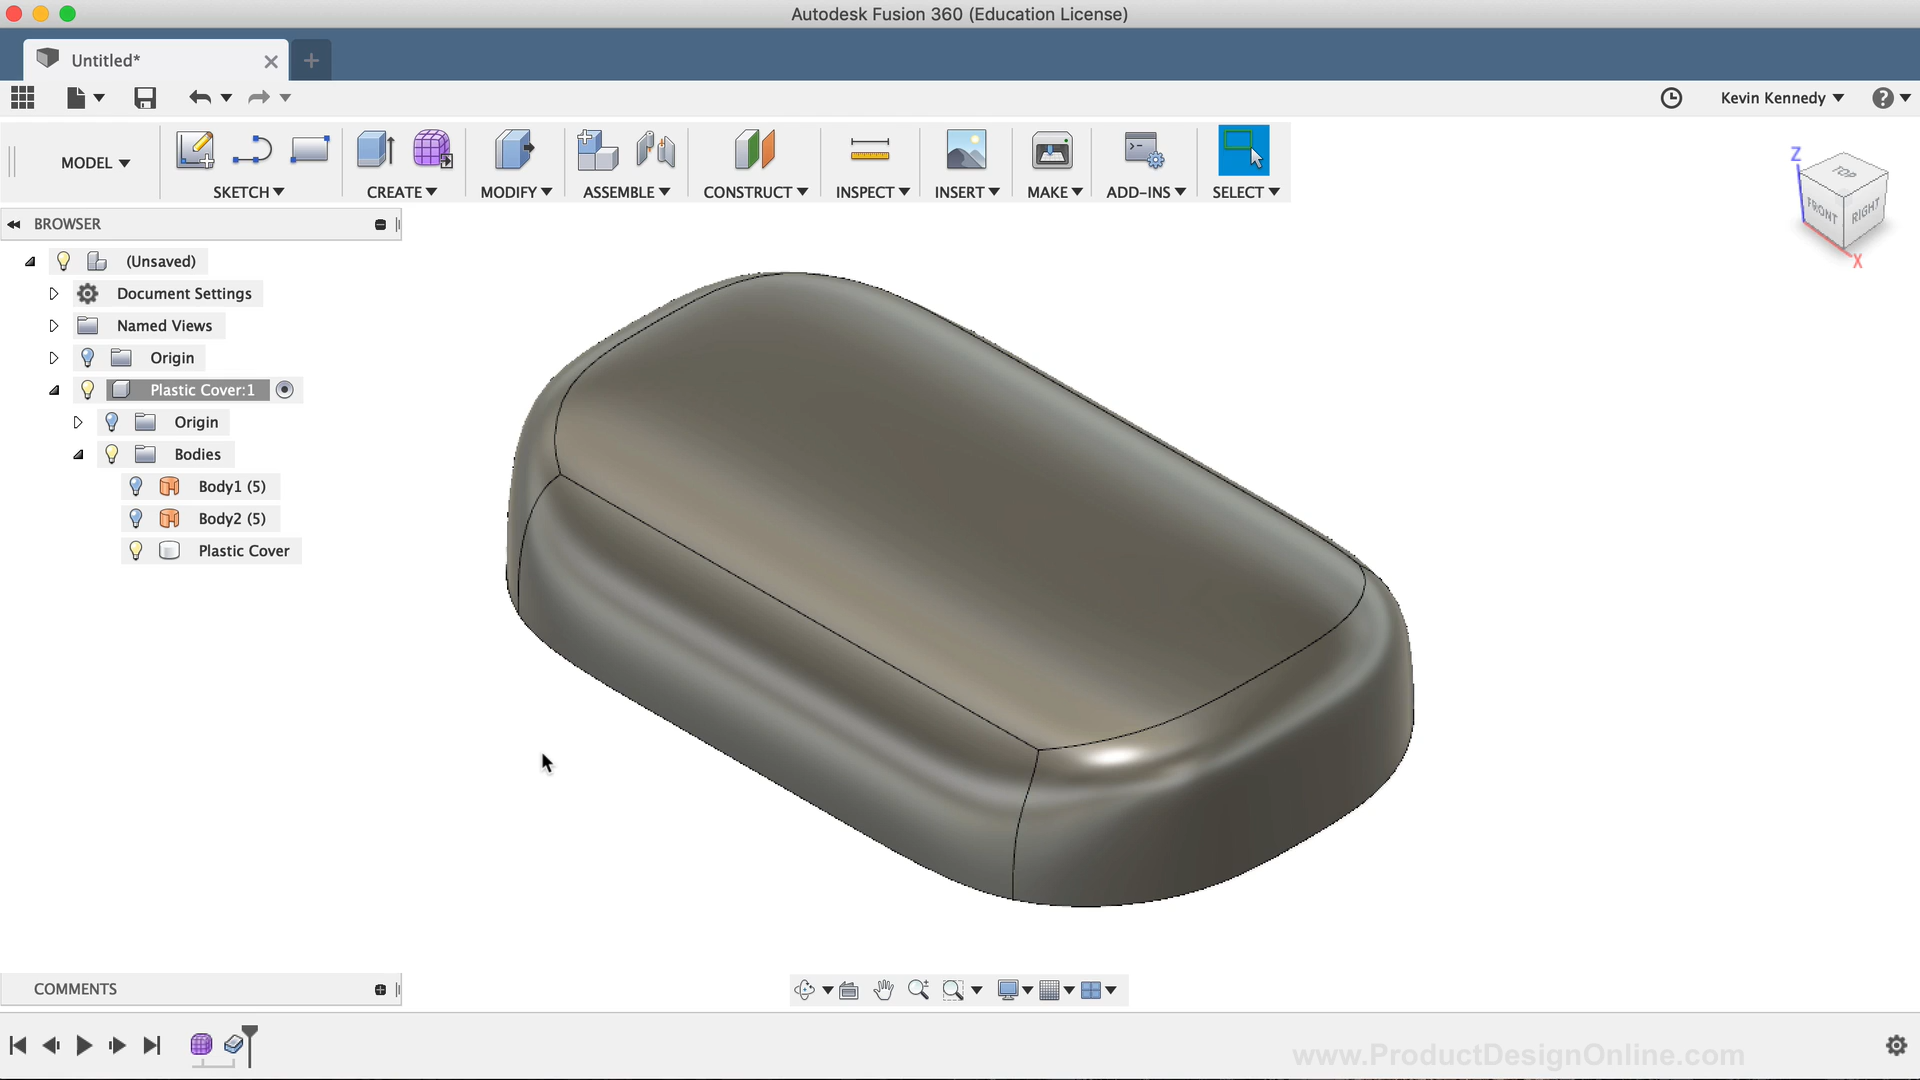 Autodesk Fusion 360 (Education License)
Untitled*
Kevin Kennedy
MODEL
SKETCH
CREATE
MODIFY
ASSEMBLE
CONSTRUCT
INSPECT
INSERT
MAKE
ADD-INS
SELECT
Z
TOP
FRONT
RIGHT
X
BROWSER
(Unsaved)
Document Settings
Named Views
Origin
Plastic Cover:1
Origin
Bodies
Body1 (5)
Body2 (5)
Plastic Cover
COMMENTS
www.ProductDesignOnline.com